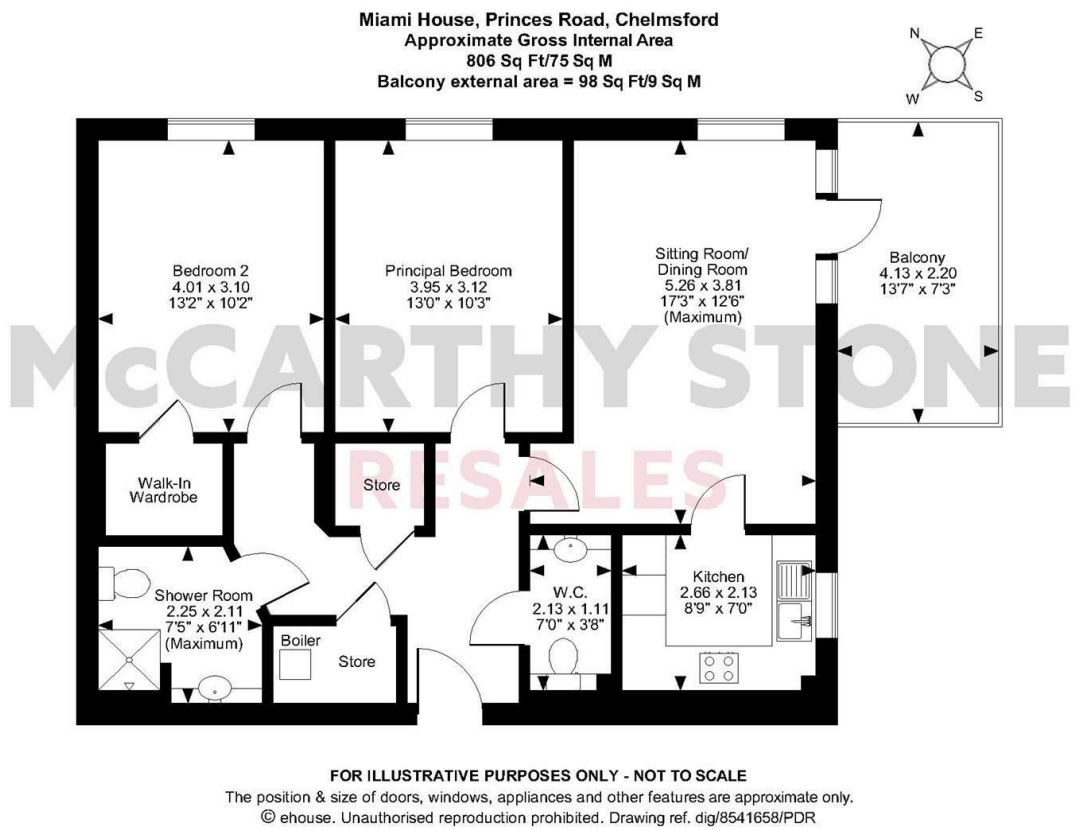 Miami House, Princes Road, Chelmsford
Approximate Gross Internal Area
806 Sq Ft/75 Sq M
Balcony external area = 98 Sq Ft/9 Sq M
N
E
W
S
Bedroom 2
4.01 x 3.10
13'2" x 10'2"
Principal Bedroom
3.95 x 3.12
13'0" x 10'3"
Sitting Room/
Dining Room
5.26 x 3.81
17'3" x 12'6"
(Maximum)
Balcony
4.13 x 2.20
13'7" x 7'3"
McCARTHY STONE
RESALES
Walk-In
Wardrobe
Store
Shower Room
2.25 x 2.11
7'5" x 6'11"
(Maximum)
Boiler
Store
W.C.
2.13 x 1.11
7'0" x 3'8"
Kitchen
2.66 x 2.13
8'9" x 7'0"
FOR ILLUSTRATIVE PURPOSES ONLY - NOT TO SCALE
The position & size of doors, windows, appliances and other features are approximate only.
© ehouse. Unauthorised reproduction prohibited. Drawing ref. dig/8541658/PDR